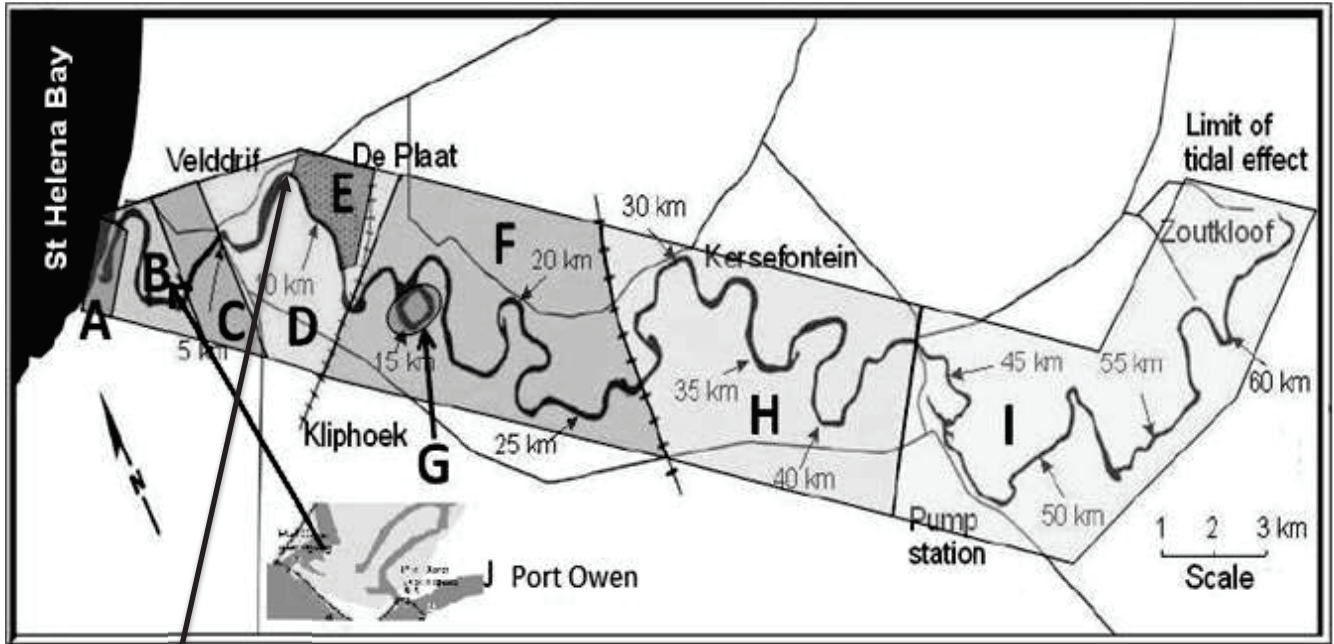 St Helena Bay
Velddrif
De Plaat
30 km
Limit of
tidal effect
Zoutkloof
E
F
20 km
Kersefontein
B
10 km
A
C
D
5 km
15 km
35 km
45 km
55 km
60 km
H
I
Kliphoek
25 km
G
40 km
50 km
N
Pump
station
1 2 3 km
Scale
J Port Owen